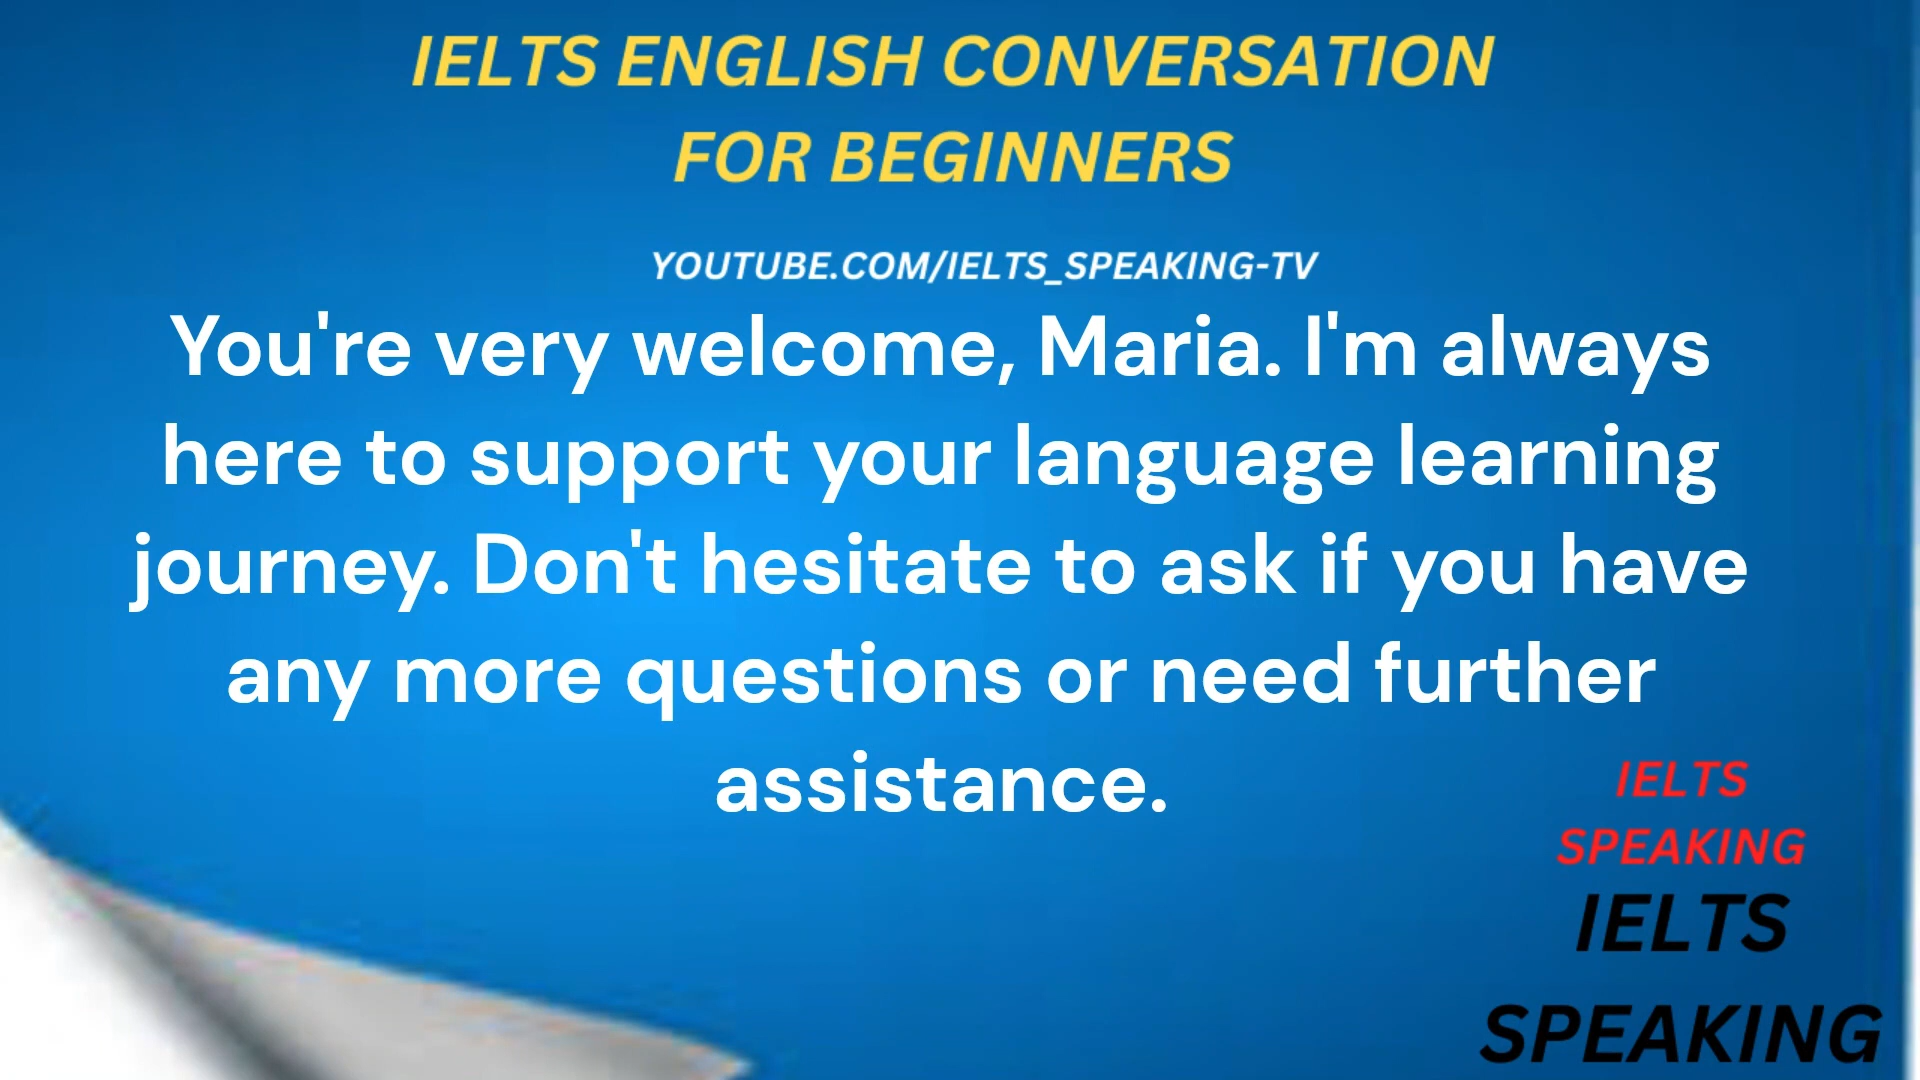 IELTS ENGLISH CONVERSATION
FOR BEGINNERS
YOUTUBE.COM/IELTS_SPEAKING-TV
You're very welcome, Maria. I'm always
here to support your language learning
journey. Don't hesitate to ask if you have
any more questions or need further
assistance.
IELTS
SPEAKING
IELTS
SPEAKING